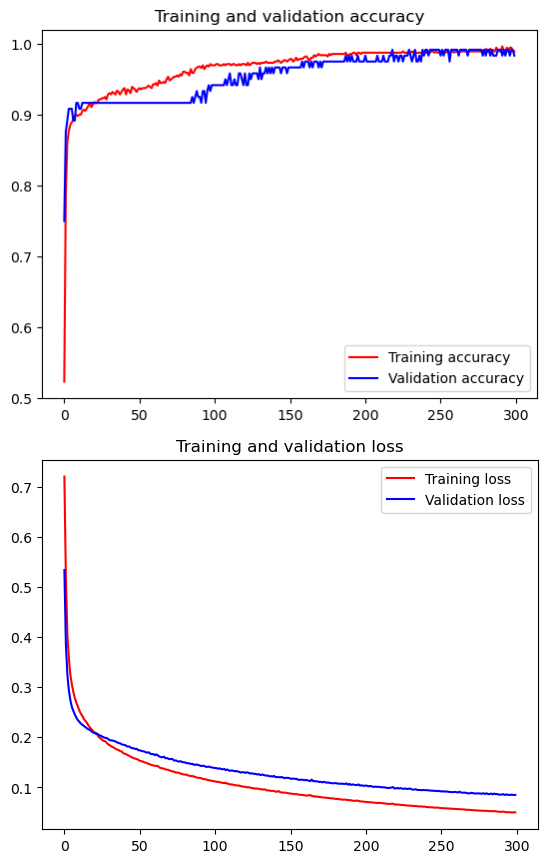 Training and validation accuracy
1.0
0.9
0.8
0.7
0.6
0.5
Training accuracy
Validation accuracy
0 50 100 150 200 250 300
Training and validation loss
Training loss
Validation loss
0.7
0.6
0.5
0.4
0.3
0.2
0.1
0 50 100 150 200 250 300